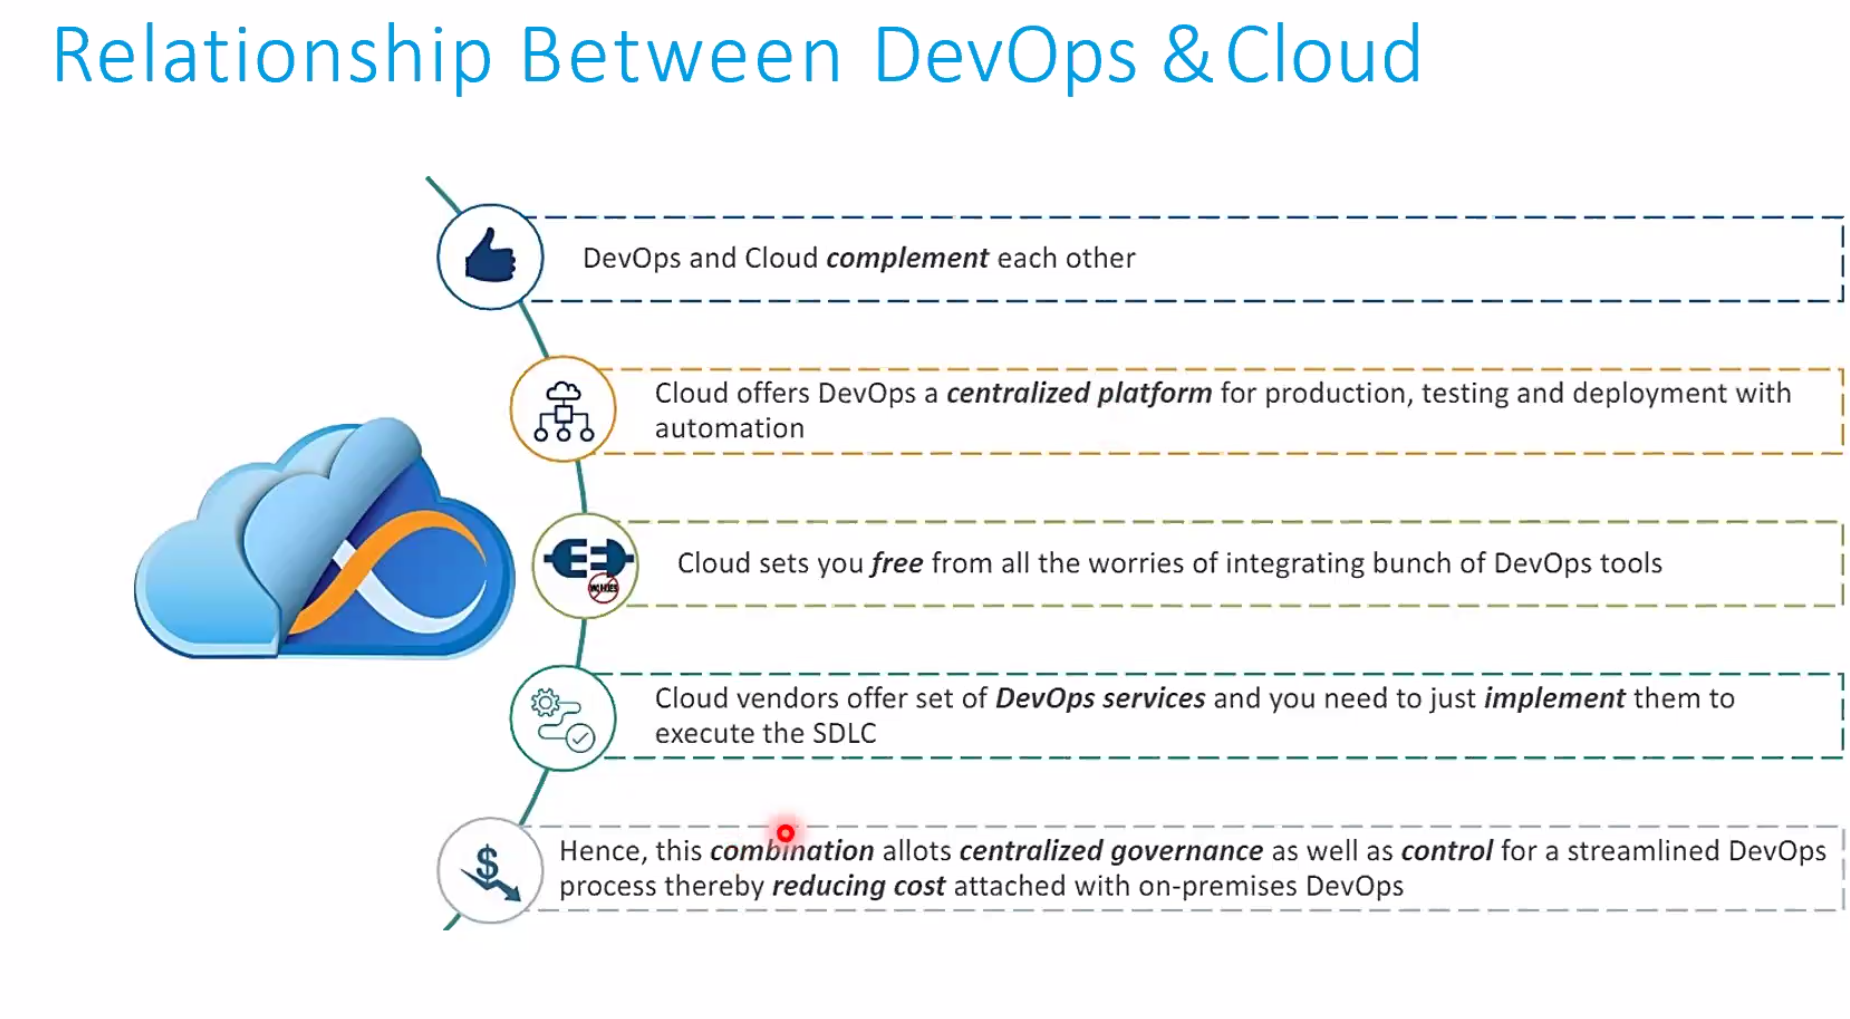 Relationship Between DevOps & Cloud
DevOps and Cloud complement each other
Cloud offers DevOps a centralized platform for production, testing and deployment with
automation
Cloud sets you free from all the worries of integrating bunch of DevOps tools
Cloud vendors offer set of DevOps services and you need to just implement them to
execute the SDLC
Hence, this combination allots centralized governance as well as control for a streamlined DevOps
process thereby reducing cost attached with on-premises DevOps
$